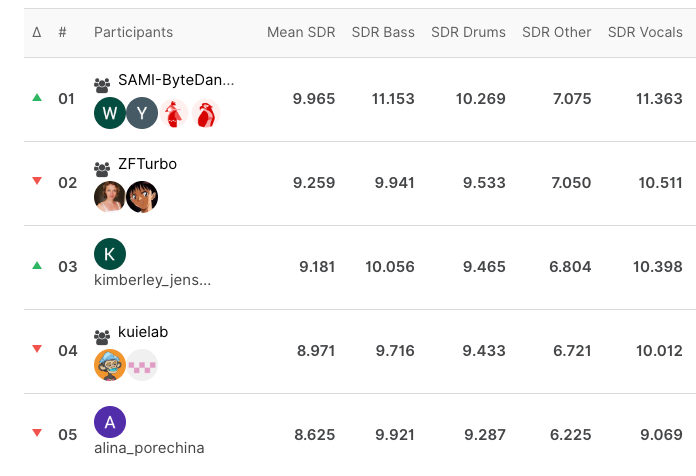 Δ # Participants Mean SDR SDR Bass SDR Drums SDR Other SDR Vocals
SAMI-ByteDan...
01 9.965 11.153 10.269 7.075 11.363
W Y
ZFTurbo
02 9.259 9.941 9.533 7.050 10.511
K
03 9.181 10.056 9.465 6.804 10.398
kimberley_jens...
kuielab
04 8.971 9.716 9.433 6.721 10.012
A
05 8.625 9.921 9.287 6.225 9.069
alina_porechina